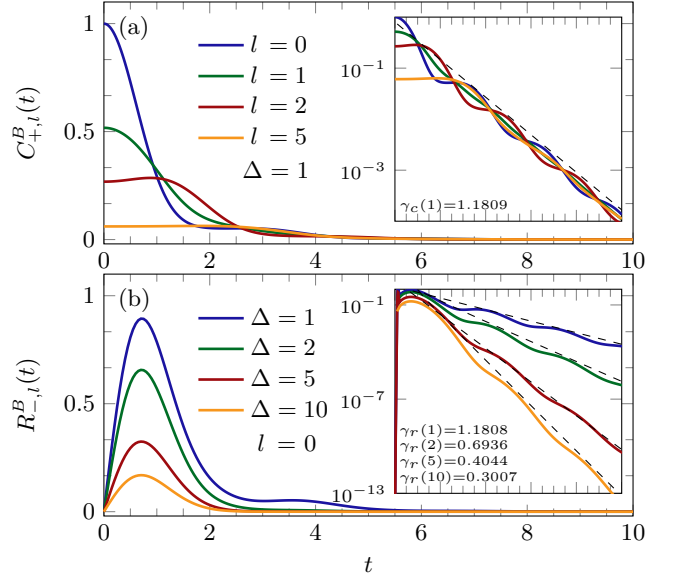 (a)
C^B_{+,l}(t)
1
0.5
0
l = 0
l = 1
l = 2
l = 5
Δ = 1
10^{-1}
10^{-3}
γ_c(1)=1.1809
0 2 4 6 8 10
(b)
R^B_{-,l}(t)
1
0.5
0
Δ = 1
Δ = 2
Δ = 5
Δ = 10
l = 0
10^{-1}
10^{-7}
10^{-13}
γ_r(1)=1.1808
γ_r(2)=0.6936
γ_r(5)=0.4044
γ_r(10)=0.3007
0 2 4 6 8 10
t